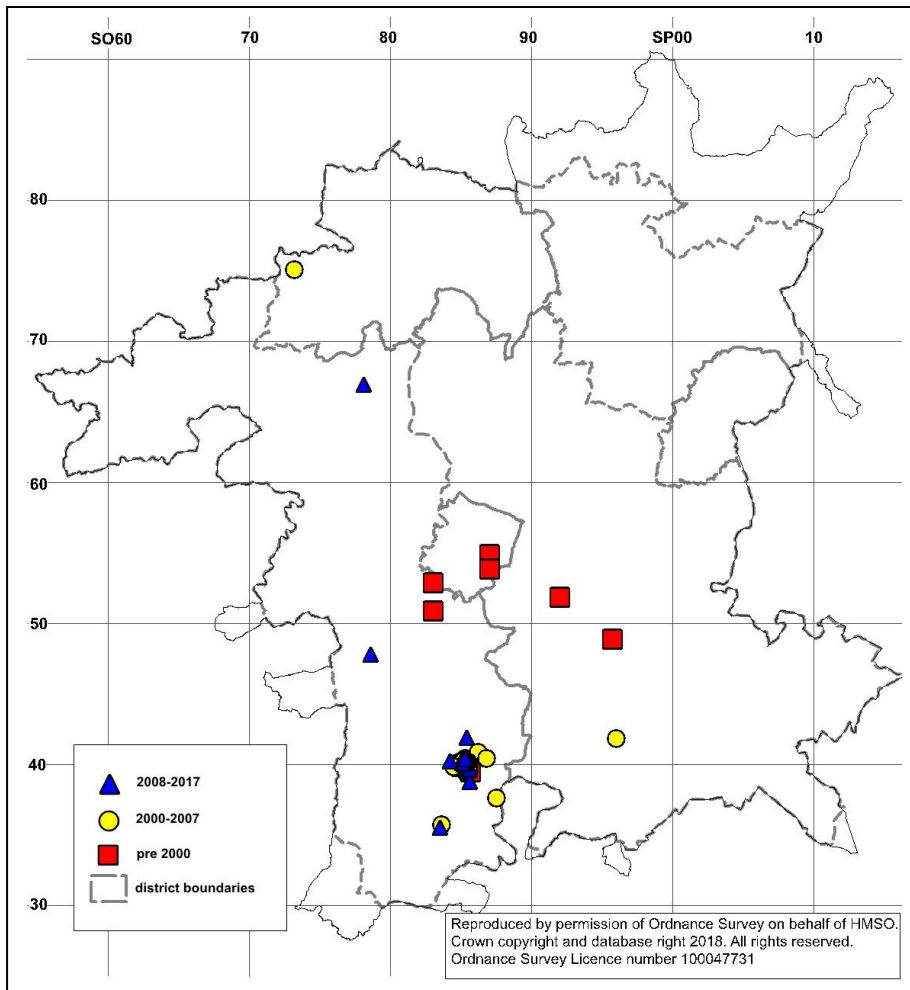 SO60 70 80 90 SP00 10
80
70
60
50
40
30
2008-2017
2000-2007
pre 2000
district boundaries
Reproduced by permission of Ordnance Survey on behalf of HMSO.
Crown copyright and database right 2018. All rights reserved.
Ordnance Survey Licence number 100047731